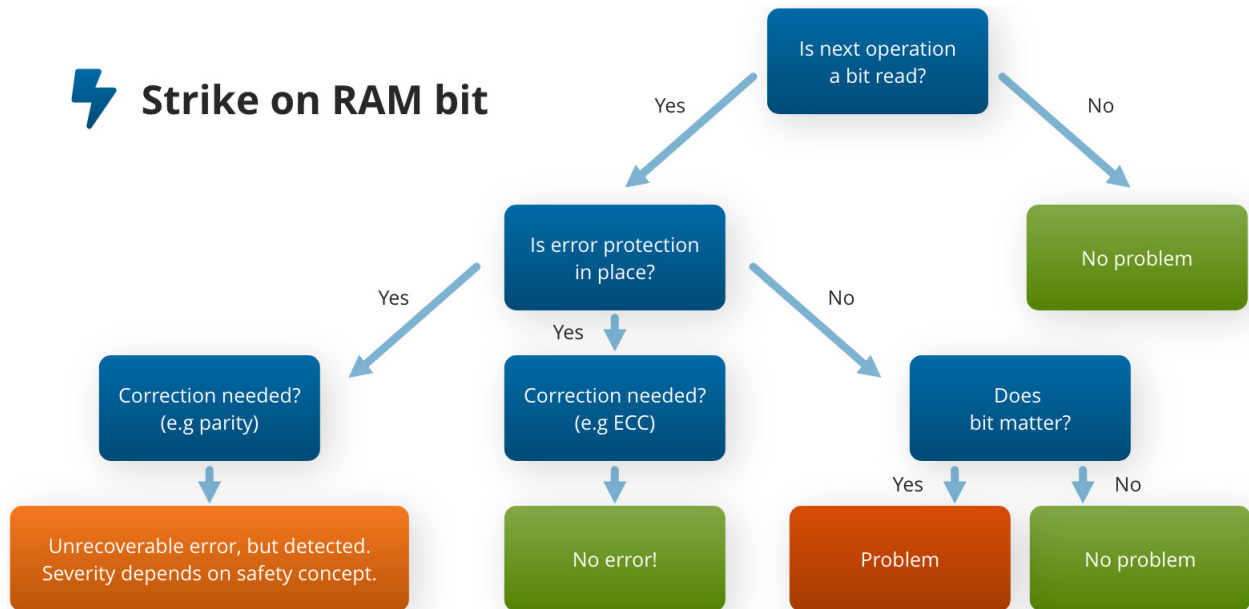 Strike on RAM bit
Is next operation
a bit read?
Yes
No
Is error protection
in place?
No problem
Yes
Yes
No
Correction needed?
(e.g parity)
Correction needed?
(e.g ECC)
Does
bit matter?
Yes
No
Unrecoverable error, but detected.
Severity depends on safety concept.
No error!
Problem
No problem